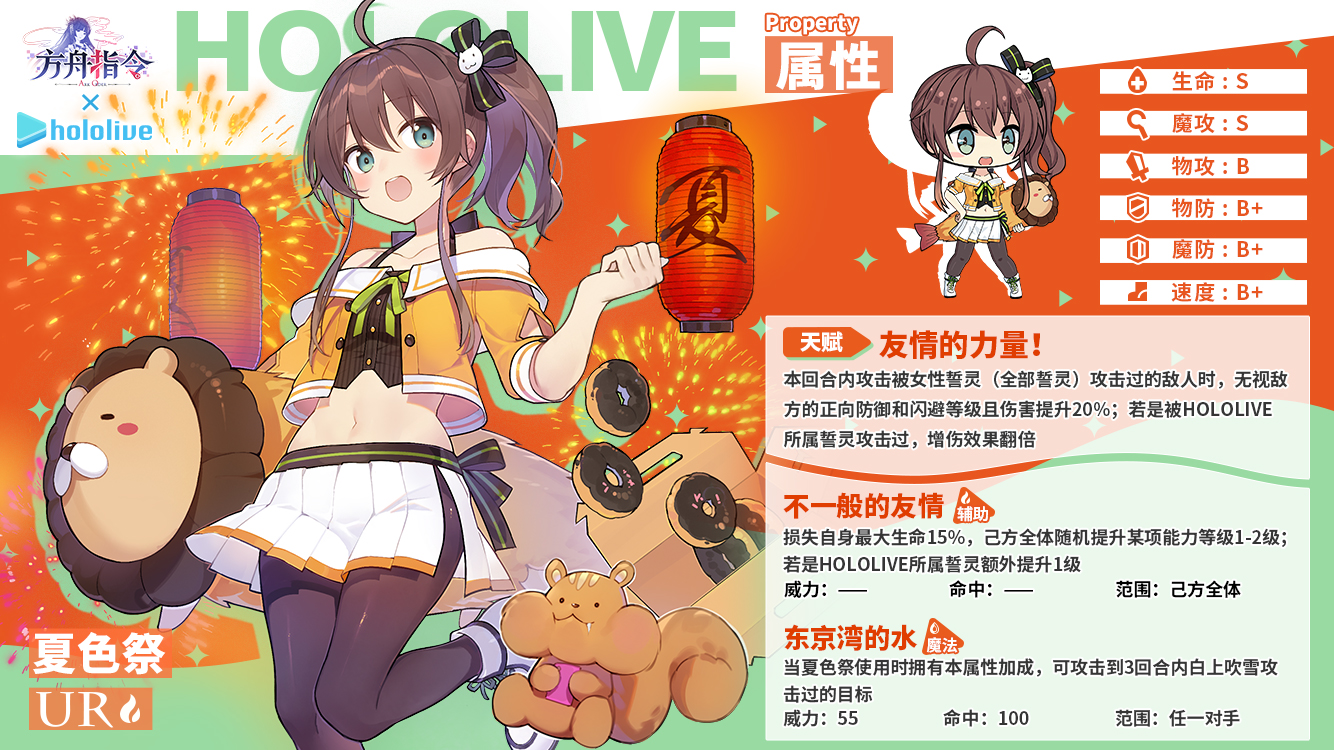 HOLOLIVE
方舟指令
Ark Order
×
hololive
夏
夏色祭
UR
Property
属性
生命：S
魔攻：S
物攻：B
物防：B+
魔防：B+
速度：B+
天赋 友情的力量！
本回合内攻击被女性誓灵（全部誓灵）攻击过的敌人时，无视敌
方的正向防御和闪避等级且伤害提升20%；若是被HOLOLIVE
所属誓灵攻击过，增伤效果翻倍
不一般的友情 辅助
损失自身最大生命15%，己方全体随机提升某项能力等级1-2级；
若是HOLOLIVE所属誓灵额外提升1级
威力：—— 命中：—— 范围：己方全体
东京湾的水 魔法
当夏色祭使用时拥有本属性加成，可攻击到3回合内白上吹雪攻
击过的目标
威力：55 命中：100 范围：任一对手